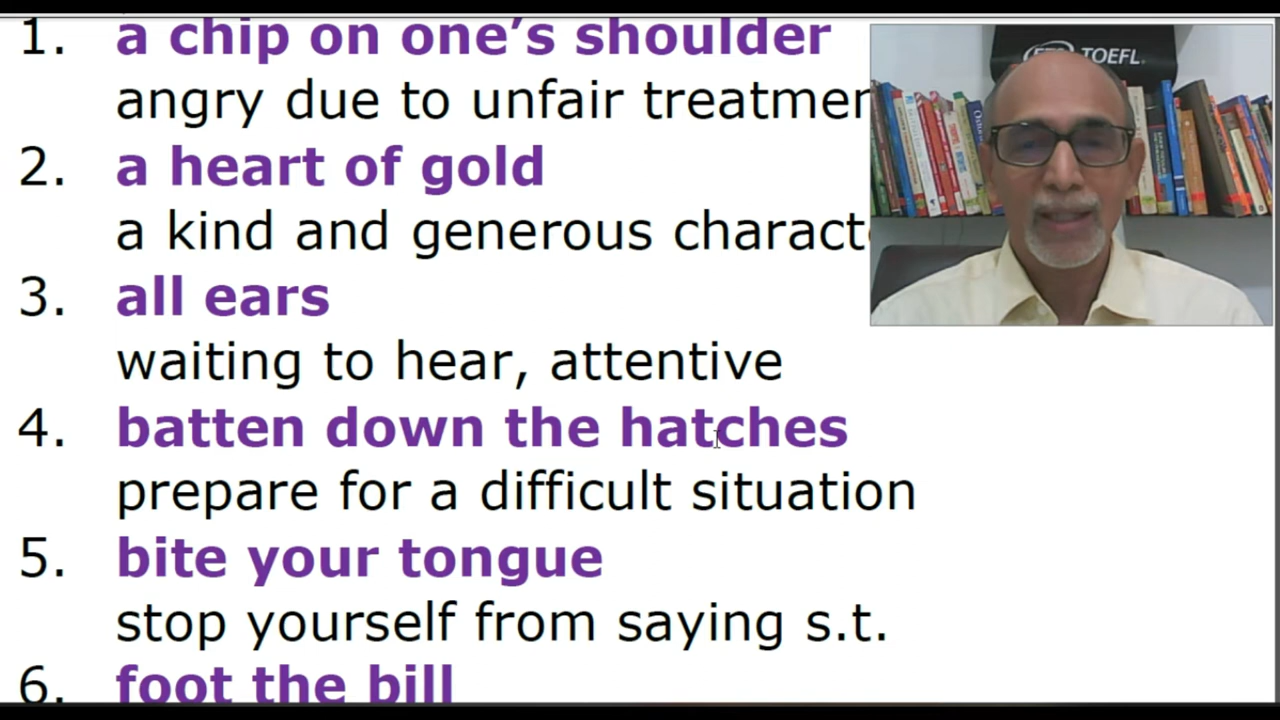 1. a chip on one’s shoulder
angry due to unfair treatmen
2. a heart of gold
a kind and generous charact
3. all ears
waiting to hear, attentive
4. batten down the hatches
prepare for a difficult situation
5. bite your tongue
stop yourself from saying s.t.
6. foot the bill
TOEFL